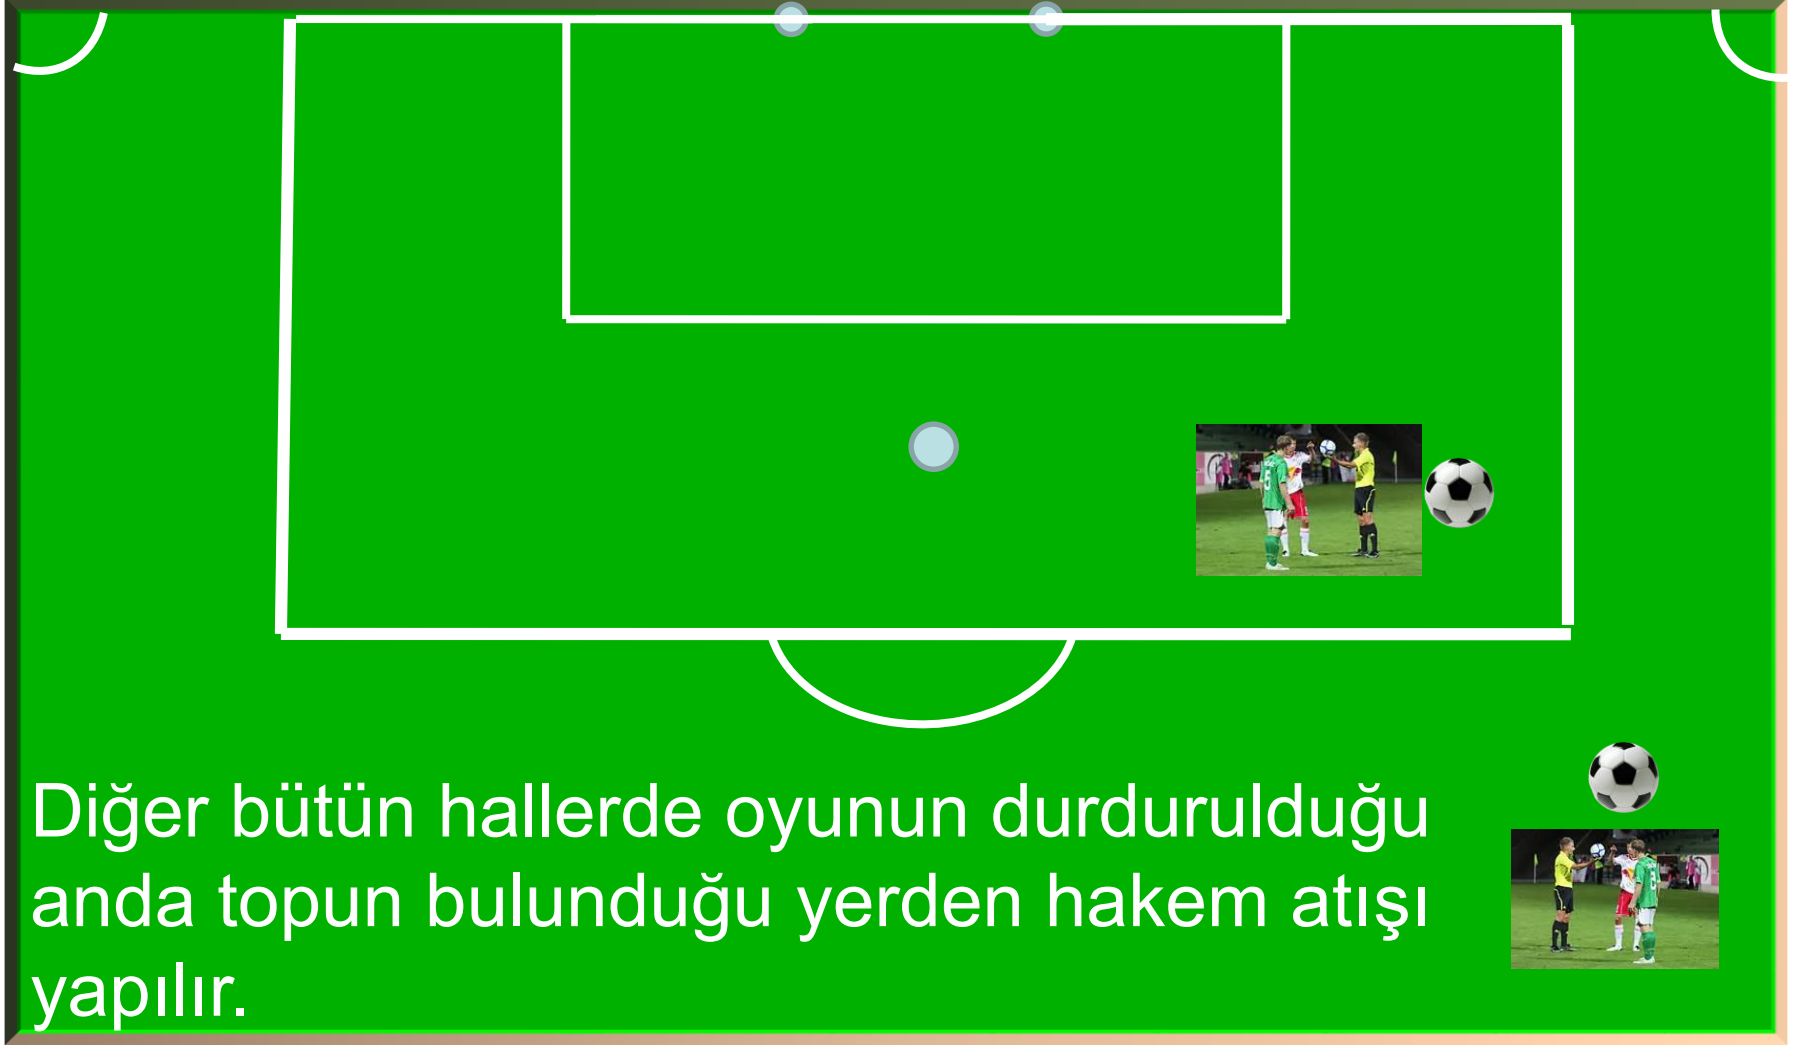 Diğer bütün hallerde oyunun durdurulduğu
anda topun bulunduğu yerden hakem atışı
yapılır.